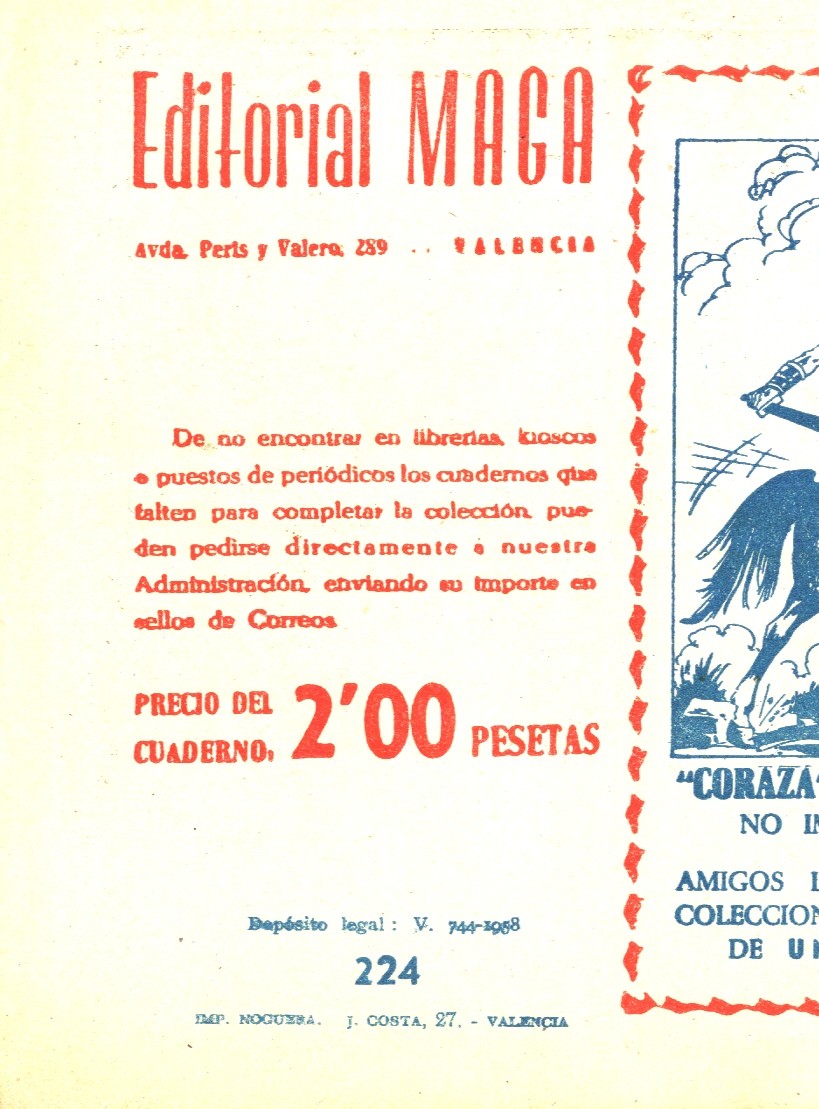 Editorial MAGA
Avda. Peris y Valero, 289 .. VALENCIA
De no encontrar en librerías, kioscos
o puestos de periódicos los cuadernos que
falten para completar la colección, pue-
den pedirse directamente a nuestra
Administración, enviando su importe en
sellos de Correos
PRECIO DEL
CUADERNO, 2'00 PESETAS
Depósito legal: V. 744-1958
224
IMP. NOGUERA. J. COSTA, 27. - VALENCIA
"CORAZA"
NO
AMIGOS
COLECCION
DE